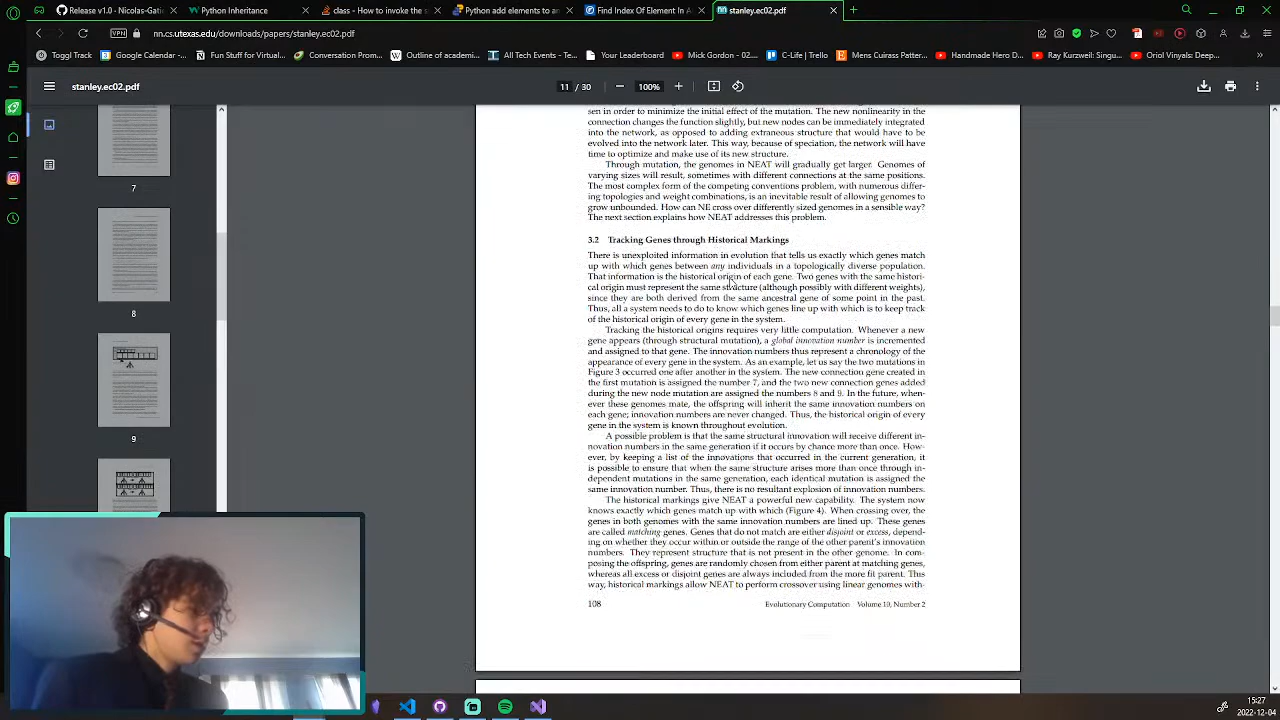 Release v1.0 - Nicolas-Gatin
Python Inheritance
class - How to invoke the s
Python add elements to a
Find Index Of Element In A
stanley.ec02.pdf
VPN
nn.cs.utexas.edu/downloads/papers/stanley.ec02.pdf
Toggl Track
Google Calendar -...
Fun Stuff for Virtual...
Conversation Prom...
Outline of academi...
All Tech Events - Te...
Your Leaderboard
Mick Gordon - 02...
C-Life | Trello
Mens Cuirass Patter...
Handmade Hero D...
Ray Kurzweil: Singu...
Oriol Vinyals: Deep...
stanley.ec02.pdf
11 / 30
100%
7
8
9
sen in order to minimize the initial effect of the mutation. The new nonlinearity in the
connection changes the function slightly, but new nodes can be immediately integrated
into the network, as opposed to adding extraneous structure that would have to be
evolved into the network later. This way, because of speciation, the network will have
time to optimize and make use of its new structure.
Through mutation, the genomes in NEAT will gradually get larger. Genomes of
varying sizes will result, sometimes with different connections at the same positions.
The most complex form of the competing conventions problem, with numerous differ-
ing topologies and weight combinations, is an inevitable result of allowing genomes to
grow unbounded. How can NE cross over differently sized genomes in a sensible way?
The next section explains how NEAT addresses this problem.
3.2 Tracking Genes through Historical Markings
There is unexploited information in evolution that tells us exactly which genes match
up with which genes between any individuals in a topologically diverse population.
That information is the historical origin of each gene. Two genes with the same histori-
cal origin must represent the same structure (although possibly with different weights),
since they are both derived from the same ancestral gene of some point in the past.
Thus, all a system needs to do to know which genes line up with which is to keep track
of the historical origin of every gene in the system.
Tracking the historical origins requires very little computation. Whenever a new
gene appears (through structural mutation), a global innovation number is incremented
and assigned to that gene. The innovation numbers thus represent a chronology of the
appearance of every gene in the system. As an example, let us say the two mutations in
Figure 3 occurred one after another in the system. The new connection gene created in
the first mutation is assigned the number 7, and the two new connection genes added
during the new node mutation are assigned the numbers 8 and 9. In the future, when-
ever these genomes mate, the offspring will inherit the same innovation numbers on
each gene; innovation numbers are never changed. Thus, the historical origin of every
gene in the system is known throughout evolution.
A possible problem is that the same structural innovation will receive different in-
novation numbers in the same generation if it occurs by chance more than once. How-
ever, by keeping a list of the innovations that occurred in the current generation, it
is possible to ensure that when the same structure arises more than once through in-
dependent mutations in the same generation, each identical mutation is assigned the
same innovation number. Thus, there is no resultant explosion of innovation numbers.
The historical markings give NEAT a powerful new capability. The system now
knows exactly which genes match up with which (Figure 4). When crossing over, the
genes in both genomes with the same innovation numbers are lined up. These genes
are called matching genes. Genes that do not match are either disjoint or excess, depend-
ing on whether they occur within or outside the range of the other parent's innovation
numbers. They represent structure that is not present in the other genome. In com-
posing the offspring, genes are randomly chosen from either parent at matching genes,
whereas all excess or disjoint genes are always included from the more fit parent. This
way, historical markings allow NEAT to perform crossover using linear genomes with-
108
Evolutionary Computation Volume 10, Number 2
15:27
2022-12-04